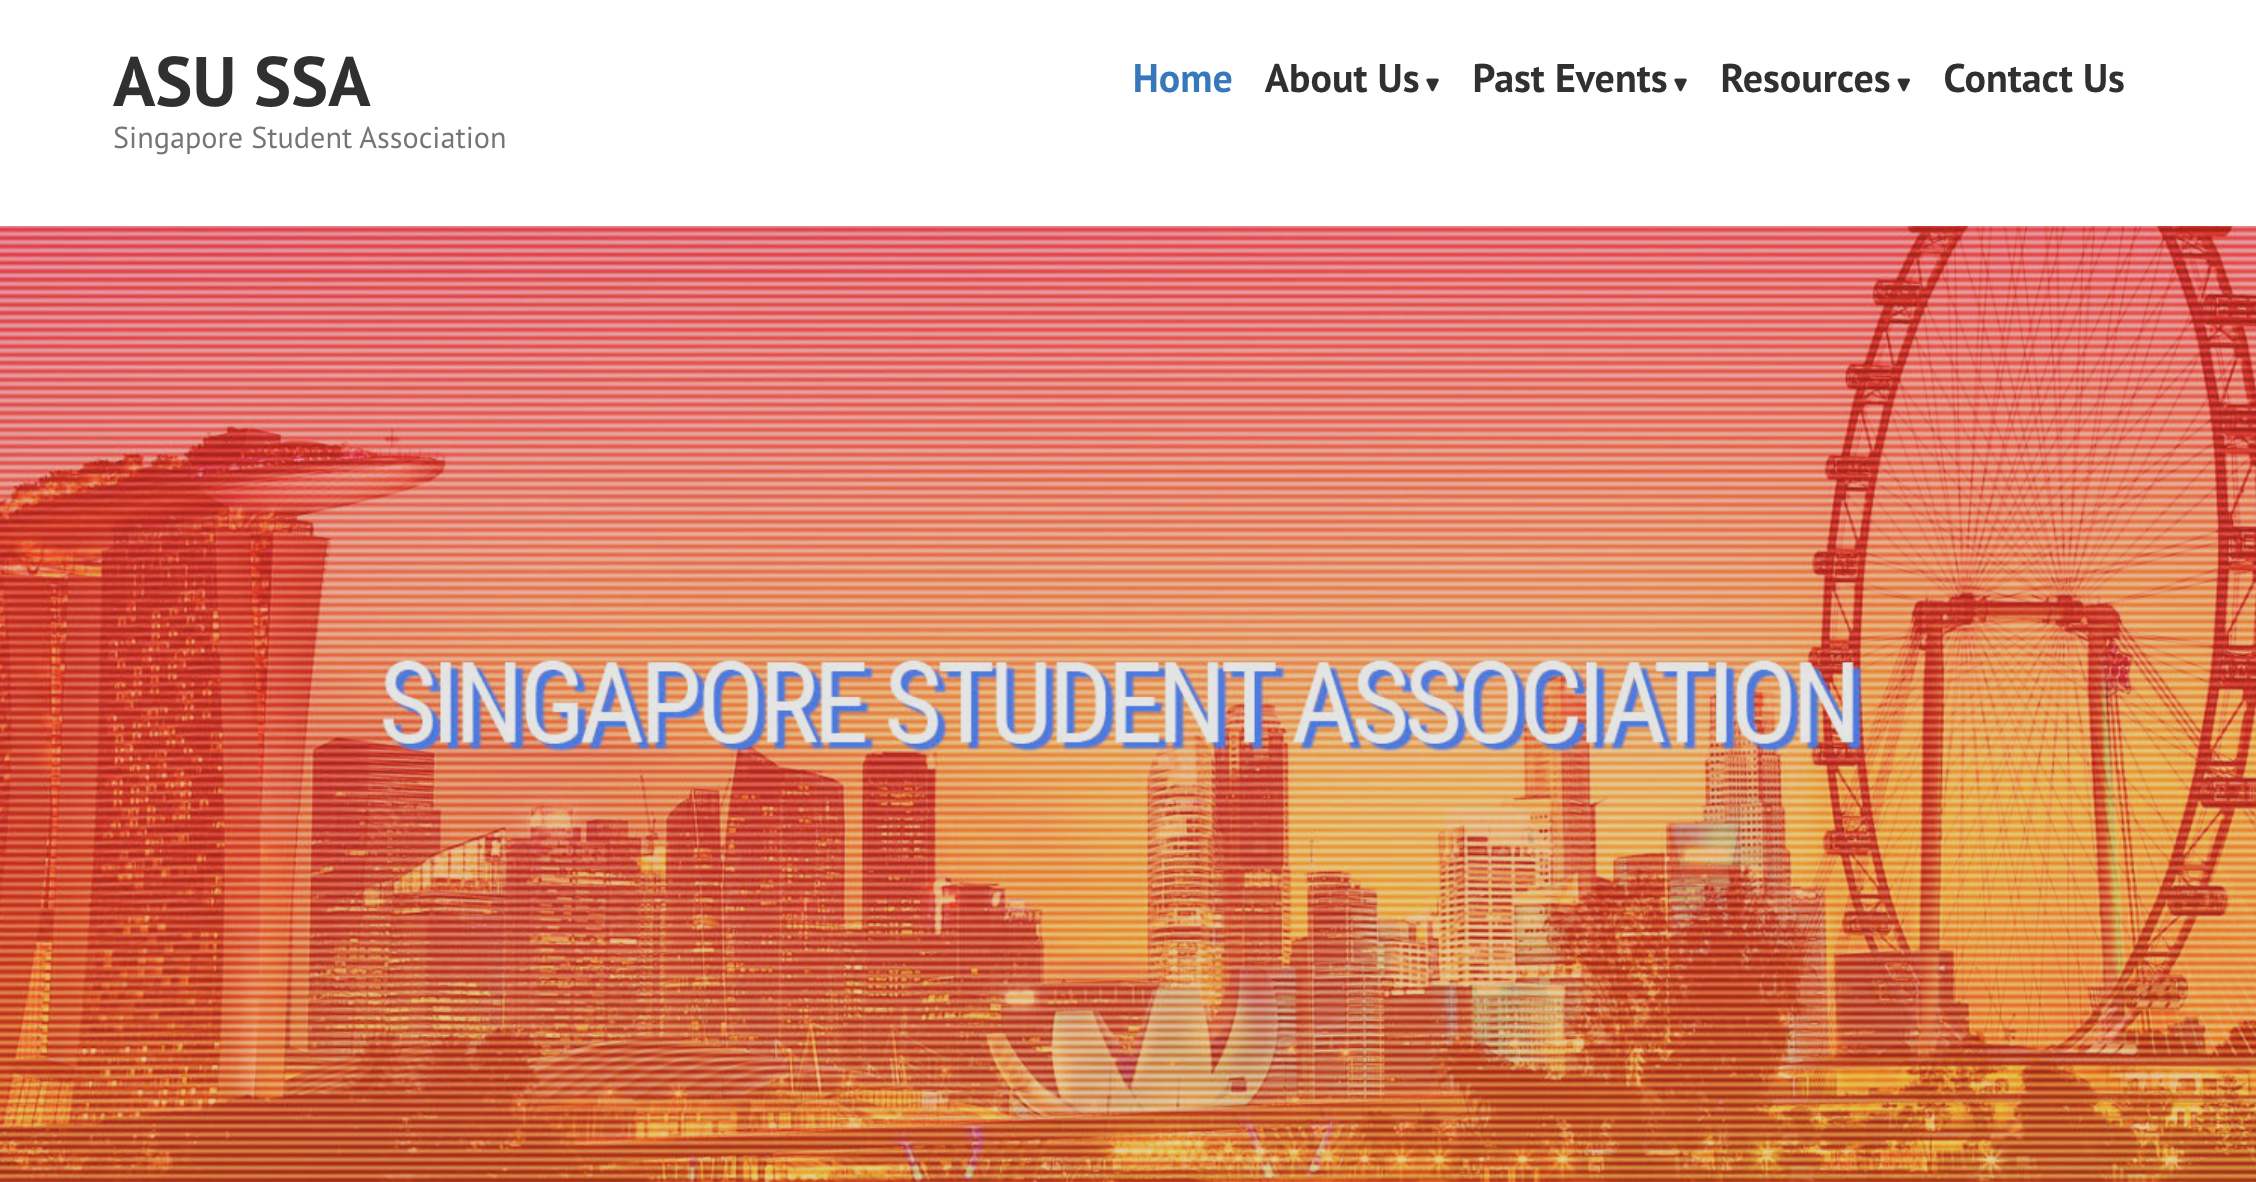 ASU SSA
Singapore Student Association
Home About Us ▾ Past Events ▾ Resources ▾ Contact Us
SINGAPORE STUDENT ASSOCIATION